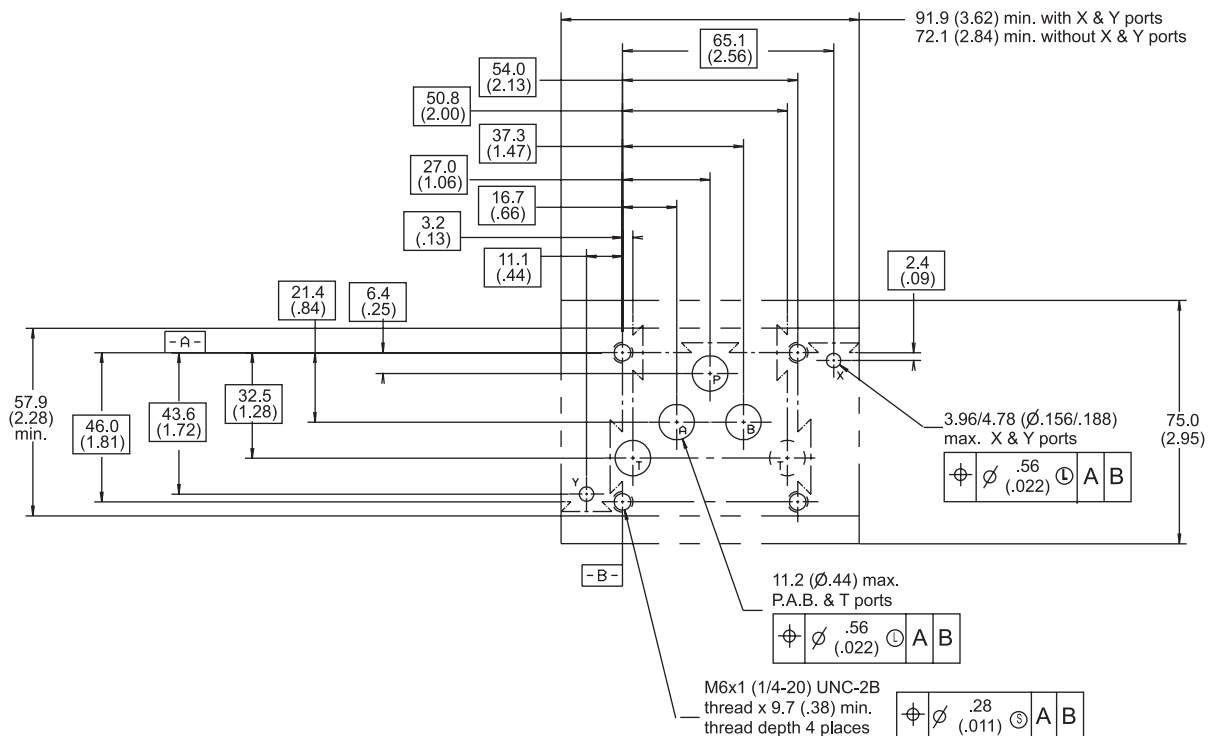 91.9 (3.62) min. with X & Y ports
72.1 (2.84) min. without X & Y ports
65.1
(2.56)
54.0
(2.13)
50.8
(2.00)
37.3
(1.47)
27.0
(1.06)
16.7
(.66)
3.2
(.13)
11.1
(.44)
2.4
(.09)
21.4
(.84)
6.4
(.25)
-A-
57.9
(2.28)
min.
46.0
(1.81)
43.6
(1.72)
32.5
(1.28)
P
X
A
B
T
T
Y
3.96/4.78 (Ø.156/.188)
max. X & Y ports
⌖ ⌀ .56 (.022) Ⓛ A B
75.0
(2.95)
-B-
11.2 (Ø.44) max.
P.A.B. & T ports
⌖ ⌀ .56 (.022) Ⓛ A B
M6x1 (1/4-20) UNC-2B
thread x 9.7 (.38) min.
thread depth 4 places
⌖ ⌀ .28 (.011) Ⓢ A B